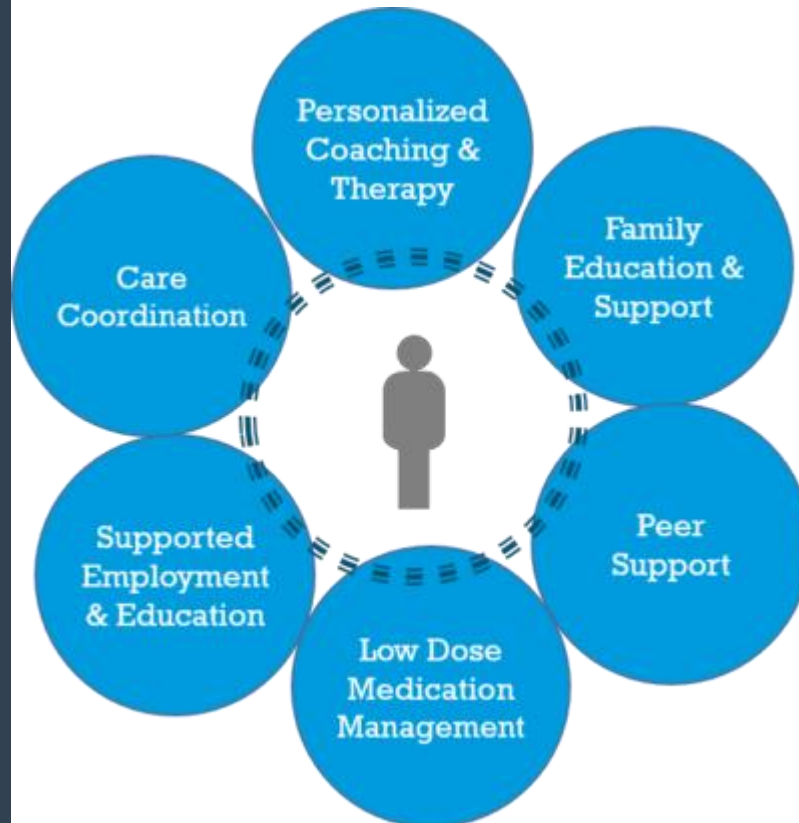 Personalized
Coaching &
Therapy
Family
Education &
Support
Peer
Support
Low Dose
Medication
Management
Supported
Employment
& Education
Care
Coordination